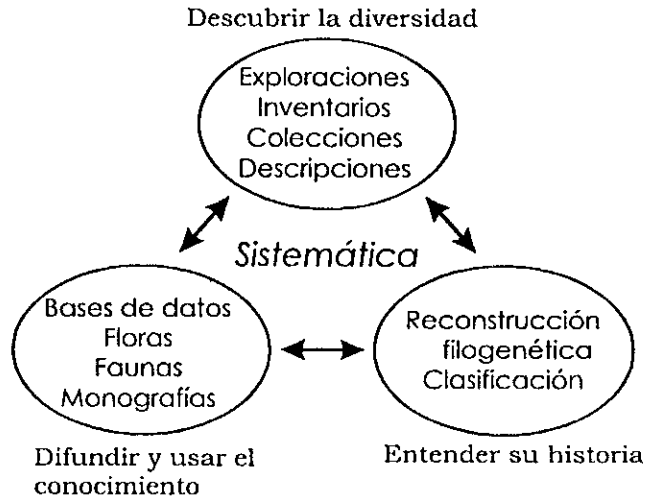 Descubrir la diversidad
Exploraciones
Inventarios
Colecciones
Descripciones
Sistemática
Bases de datos
Floras
Faunas
Monografías
Reconstrucción
filogenética
Clasificación
Difundir y usar el
conocimiento
Entender su historia